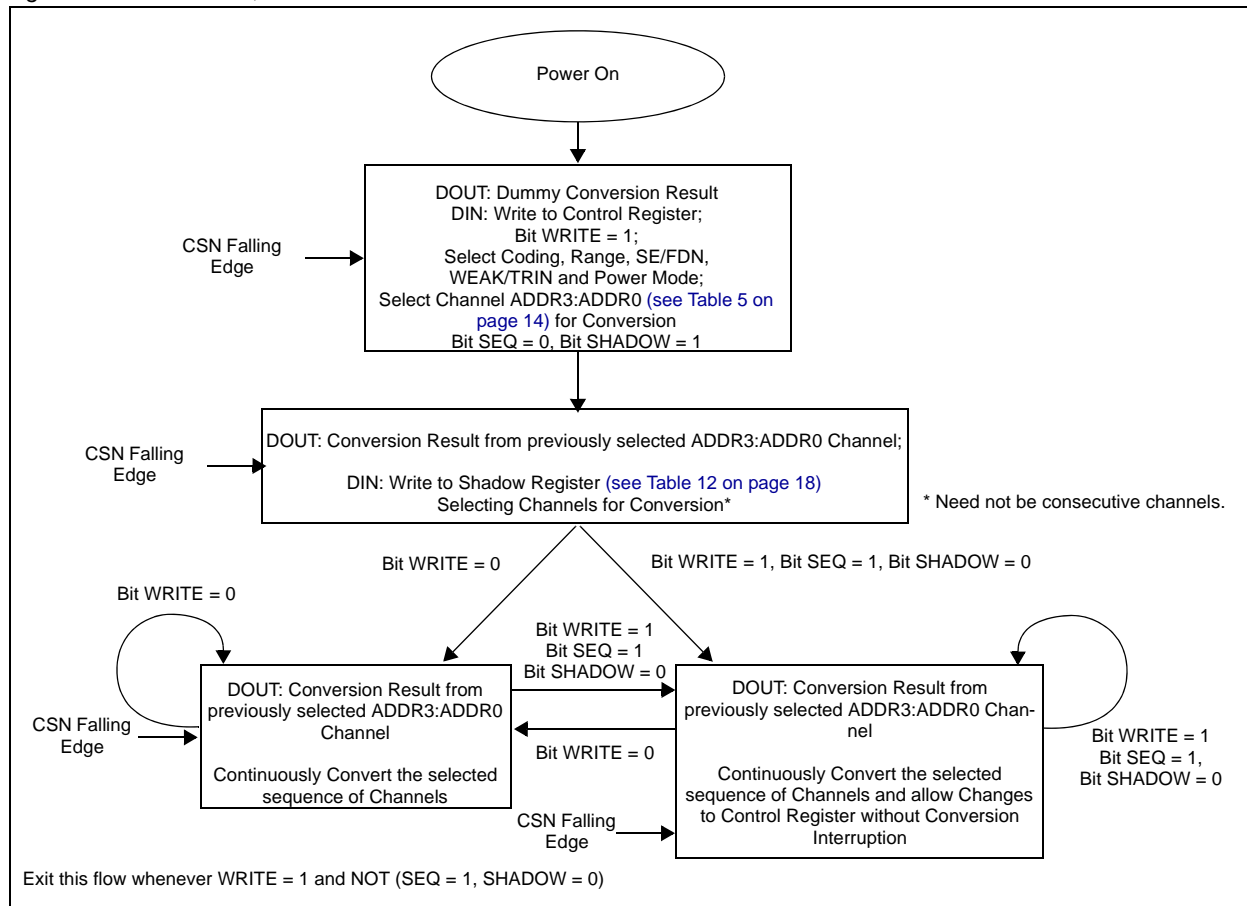 Power On
DOUT: Dummy Conversion Result
DIN: Write to Control Register;
Bit WRITE = 1;
Select Coding, Range, SE/FDN,
WEAK/TRIN and Power Mode;
Select Channel ADDR3:ADDR0 (see Table 5 on
page 14) for Conversion
Bit SEQ = 0, Bit SHADOW = 1
CSN Falling
Edge
DOUT: Conversion Result from previously selected ADDR3:ADDR0 Channel;
DIN: Write to Shadow Register (see Table 12 on page 18)
Selecting Channels for Conversion*
CSN Falling
Edge
* Need not be consecutive channels.
Bit WRITE = 0
Bit WRITE = 1, Bit SEQ = 1, Bit SHADOW = 0
Bit WRITE = 0
Bit WRITE = 1
Bit SEQ = 1
Bit SHADOW = 0
DOUT: Conversion Result from
previously selected ADDR3:ADDR0
Channel
Continuously Convert the selected
sequence of Channels
CSN Falling
Edge
Bit WRITE = 0
DOUT: Conversion Result from
previously selected ADDR3:ADDR0 Chan-
nel
Continuously Convert the selected
sequence of Channels and allow Changes
to Control Register without Conversion
Interruption
Bit WRITE = 1
Bit SEQ = 1,
Bit SHADOW = 0
CSN Falling
Edge
Exit this flow whenever WRITE = 1 and NOT (SEQ = 1, SHADOW = 0)